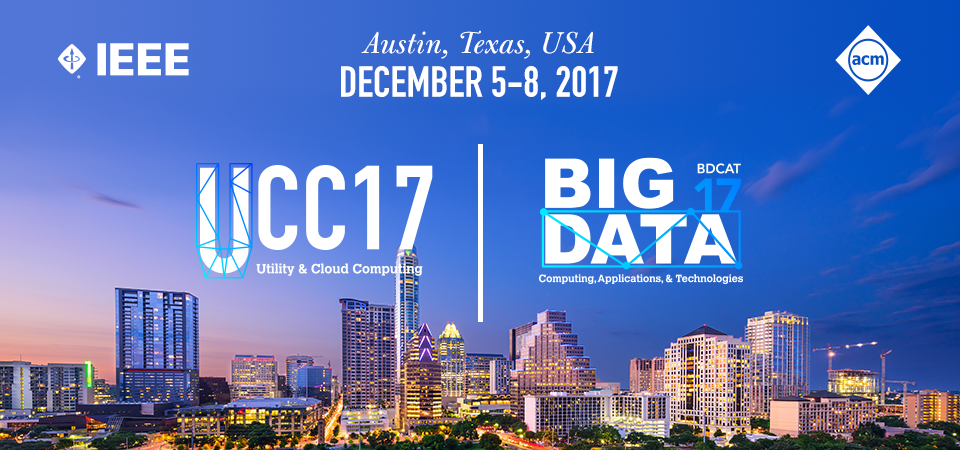 IEEE
Austin, Texas, USA
DECEMBER 5-8, 2017
acm
UCC17
Utility & Cloud Computing
BIG
BDCAT
17
DATA
Computing, Applications, & Technologies